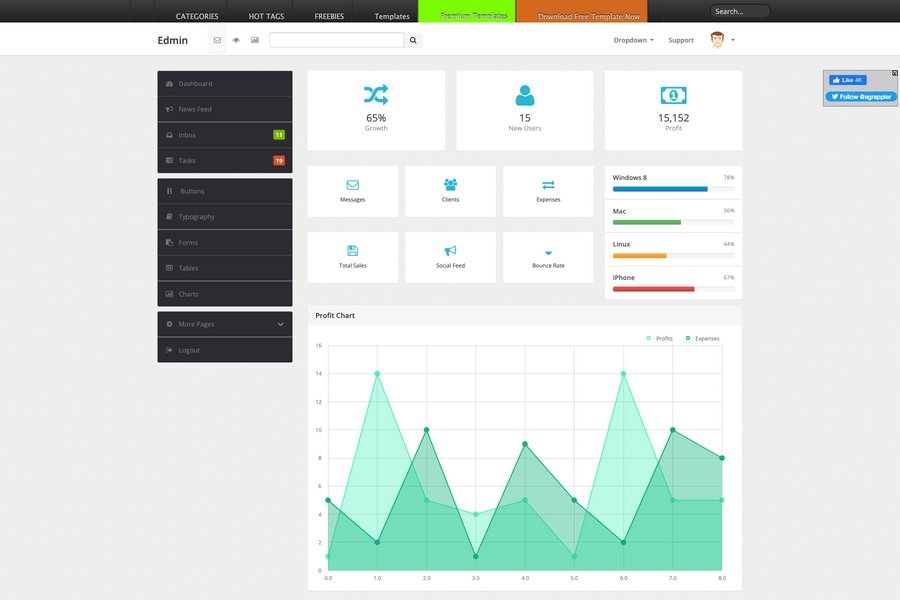 CATEGORIES HOT TAGS FREEBIES Templates Premium Templates Download Free Template Now Search...
Edmin Dropdown Support
Like 4K
Follow @egrappler
Dashboard
News Feed
Inbox 11
Tasks 19
B Buttons
Typography
Forms
Tables
Charts
More Pages
Logout
65%
Growth
15
New Users
15,152
Profit
Messages
Clients
Expenses
Total Sales
Social Feed
Bounce Rate
Windows 8 78%
Mac 56%
Linux 44%
iPhone 67%
Profit Chart
Profits Expenses
16
14
12
10
8
6
4
2
0
0.0 1.0 2.0 3.0 4.0 5.0 6.0 7.0 8.0